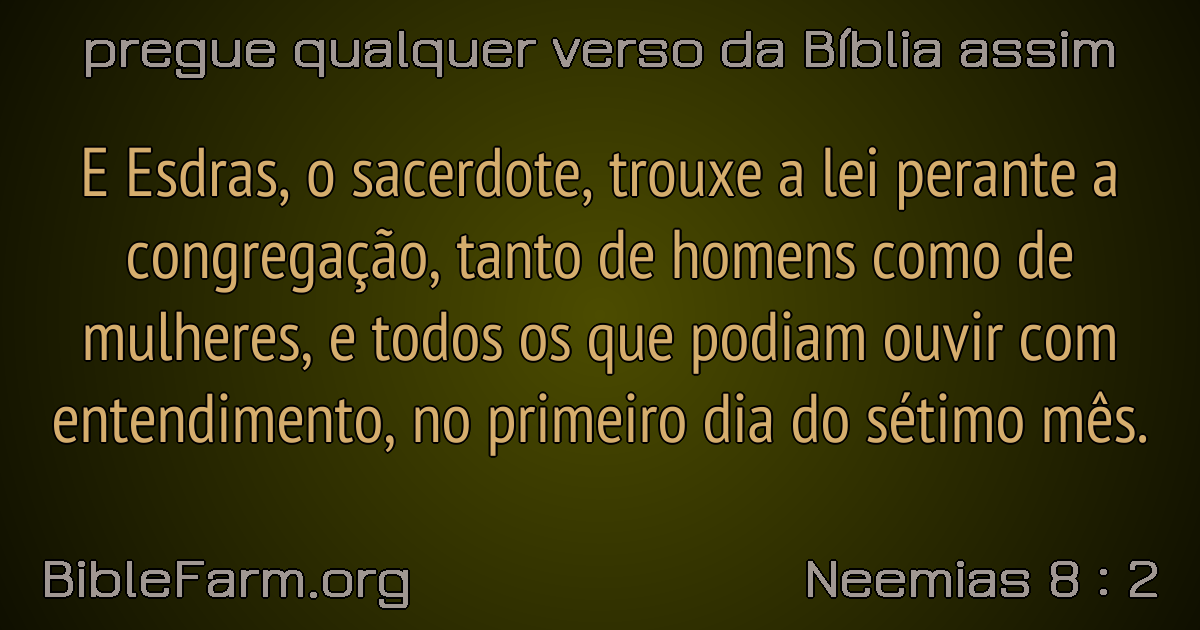 pregue qualquer verso da Bíblia assim
E Esdras, o sacerdote, trouxe a lei perante a
congregação, tanto de homens como de
mulheres, e todos os que podiam ouvir com
entendimento, no primeiro dia do sétimo mês.
BibleFarm.org
Neemias 8 : 2